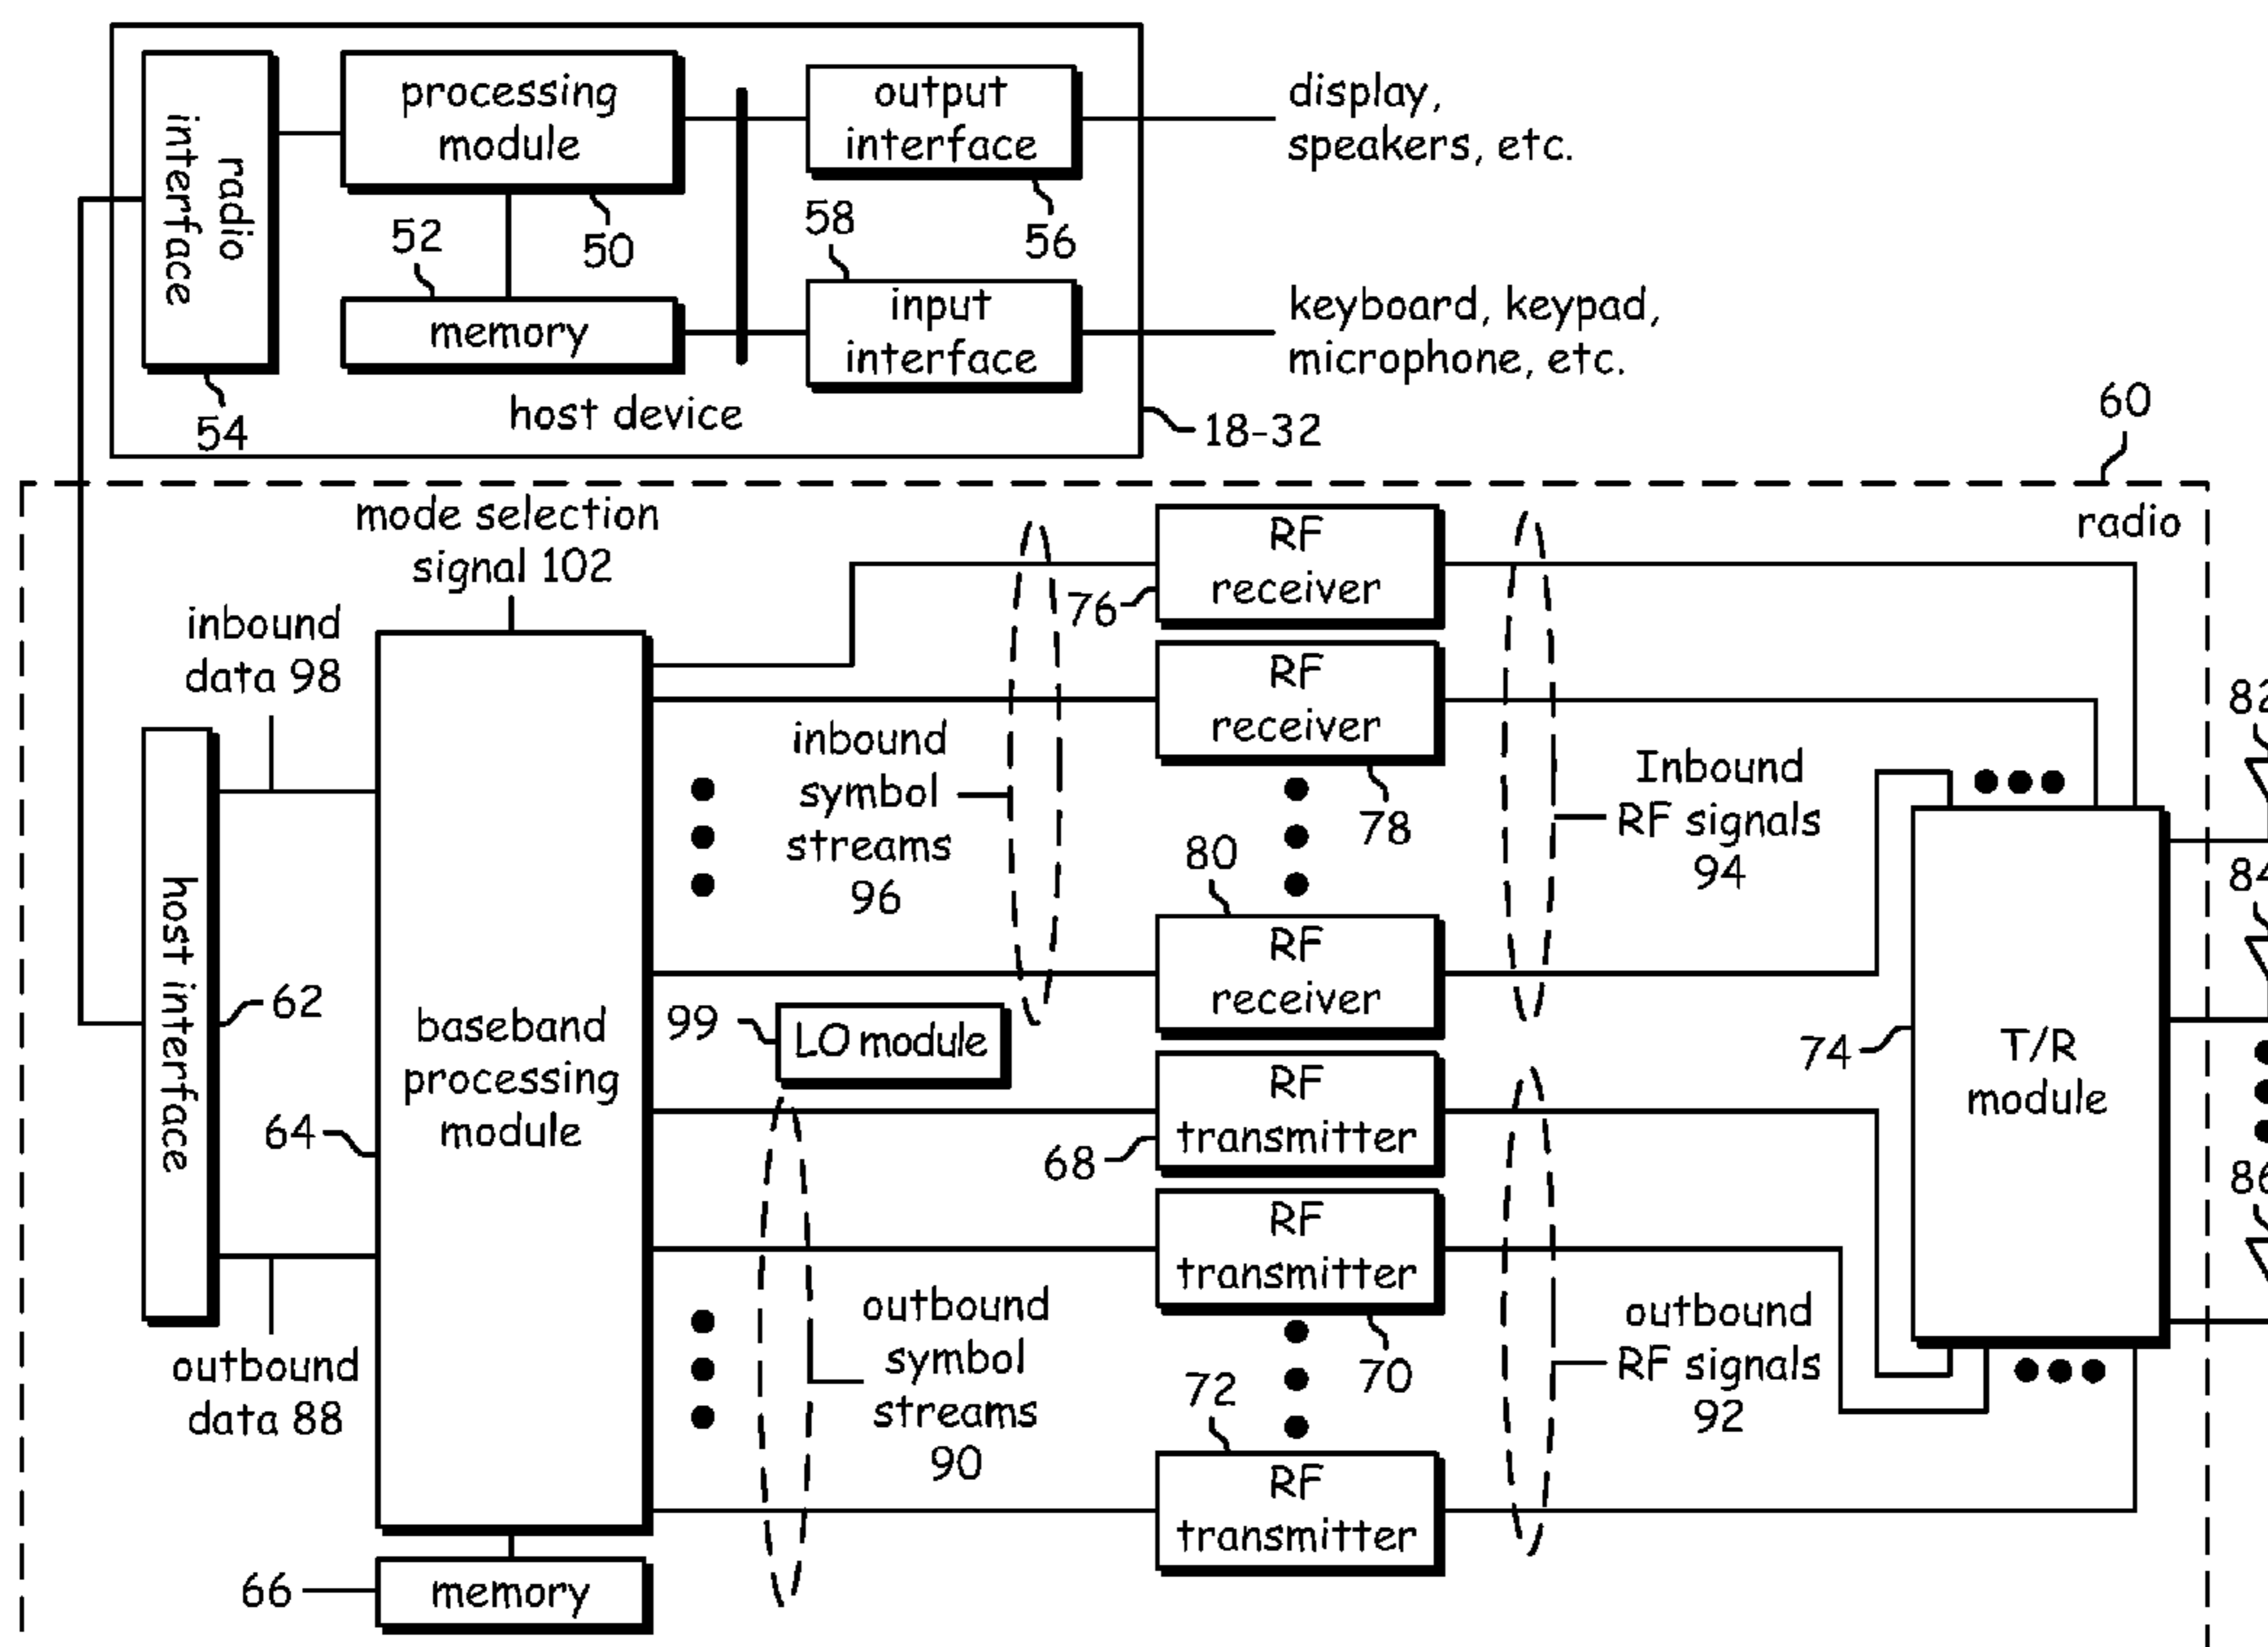 radio
interface
54
processing
module
50
52
memory
output
interface
56
58
input
interface
host device
18-32
display,
speakers, etc.
keyboard, keypad,
microphone, etc.
60
radio
mode selection
signal 102
inbound
data 98
host interface
62
64
outbound
data 88
baseband
processing
module
66
memory
inbound
symbol
streams
96
99
LO module
outbound
symbol
streams
90
RF
receiver
76
RF
receiver
78
80
RF
receiver
RF
transmitter
68
RF
transmitter
70
72
RF
transmitter
Inbound
RF signals
94
outbound
RF signals
92
74
T/R
module
82
84
86